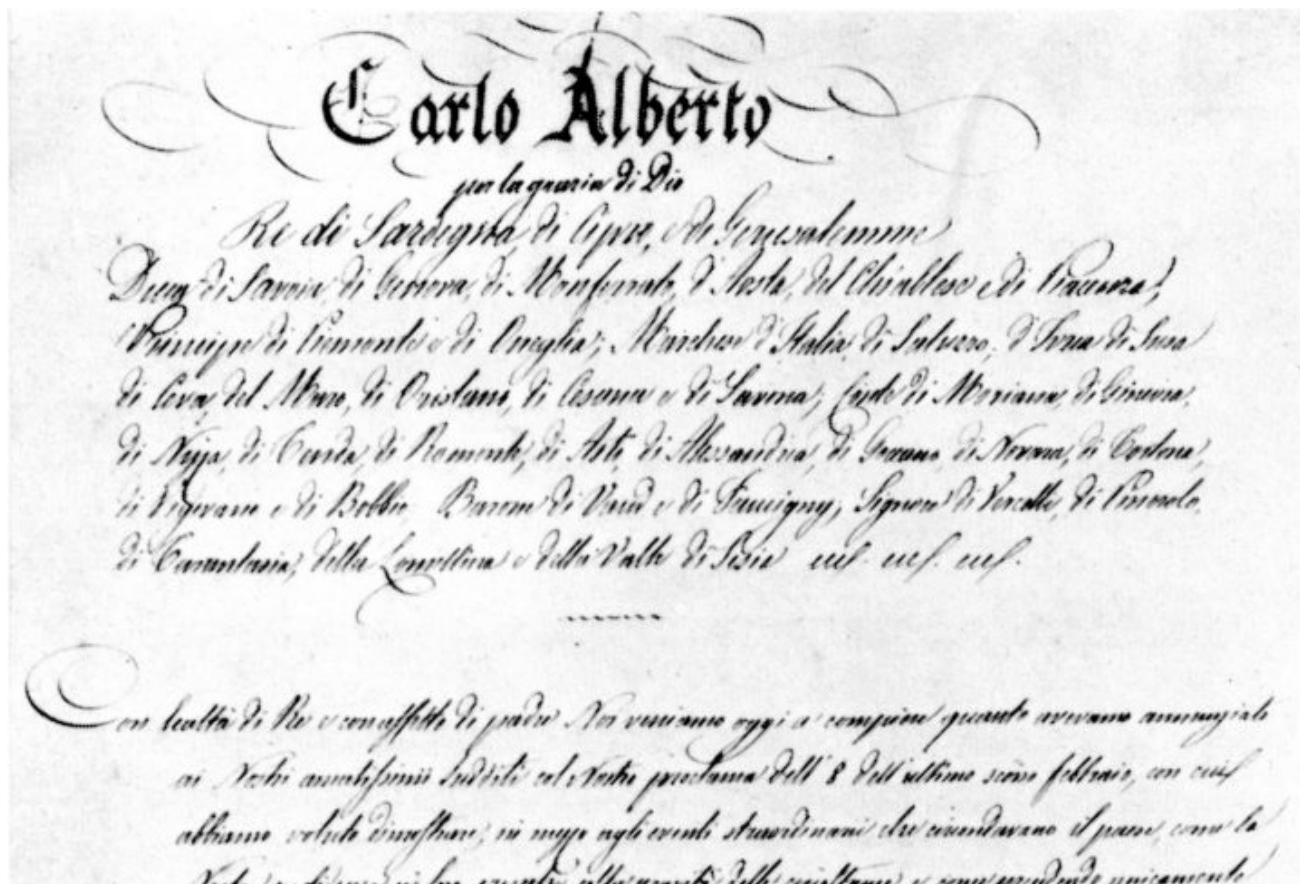 Carlo Alberto
per la grazia di Dio
Re di Sardegna, di Cipro, e di Gerusalemme
Duca di Savoia, di Genova, di Monferrato, d'Aosta, del Chiablese e di Piacenza;
Principe di Piemonte e di Oneglia; Marchese d'Italia, di Saluzzo, d'Ivrea, di Susa
di Ceva, del Maro, di Oristano, di Cesana e di Savona; Conte di Moriana, di Ginevra,
di Nizza, di Tenda, di Romonte, di Asti, di Alessandria, di Goceano, di Novara, di Tortona,
di Vigevano e di Bobbio; Barone di Vaud e di Faucigny; Signore di Vercelli, di Pinerolo,
di Tarantasia, della Lomellina e della Valle di Sesia ecc. ecc. ecc.
Con lealtà di Re e con affetto di padre Noi veniamo oggi a compiere quanto avevamo annunziato
ai Nostri amatissimi sudditi col Nostro proclama dell'8 dell'ultimo scorso febbraio, con cui
abbiamo voluto dimostrare, in mezzo agli eventi straordinarii che circondavano il paese, come la